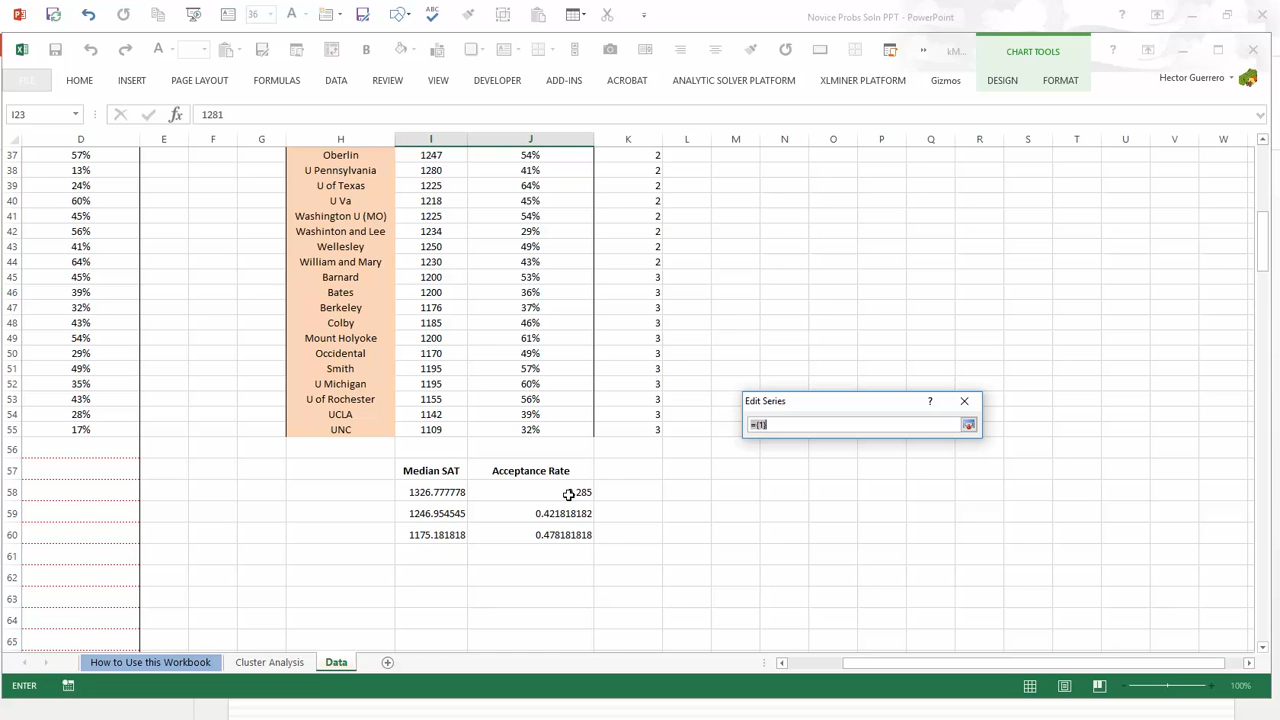 36
Novice Probs Soln PPT - PowerPoint
kM...
CHART TOOLS
FILE
HOME INSERT PAGE LAYOUT FORMULAS DATA REVIEW VIEW DEVELOPER ADD-INS ACROBAT ANALYTIC SOLVER PLATFORM XLMINER PLATFORM Gizmos DESIGN FORMAT Hector Guerrero
I23 fx 1281
D E F G H I J K L M N O P Q R S T U V W
37 57% Oberlin 1247 54% 2
38 13% U Pennsylvania 1280 41% 2
39 24% U of Texas 1225 64% 2
40 60% U Va 1218 45% 2
41 45% Washington U (MO) 1225 54% 2
42 56% Washinton and Lee 1234 29% 2
43 41% Wellesley 1250 49% 2
44 64% William and Mary 1230 43% 2
45 45% Barnard 1200 53% 3
46 39% Bates 1200 36% 3
47 32% Berkeley 1176 37% 3
48 43% Colby 1185 46% 3
49 54% Mount Holyoke 1200 61% 3
50 29% Occidental 1170 49% 3
51 49% Smith 1195 57% 3
52 35% U Michigan 1195 60% 3
53 43% U of Rochester 1155 56% 3
54 28% UCLA 1142 39% 3
55 17% UNC 1109 32% 3
Edit Series ?
={1}
56
57 Median SAT Acceptance Rate
58 1326.777778 285
59 1246.954545 0.421818182
60 1175.181818 0.478181818
61
62
63
64
65
How to Use this Workbook Cluster Analysis Data
ENTER 100%